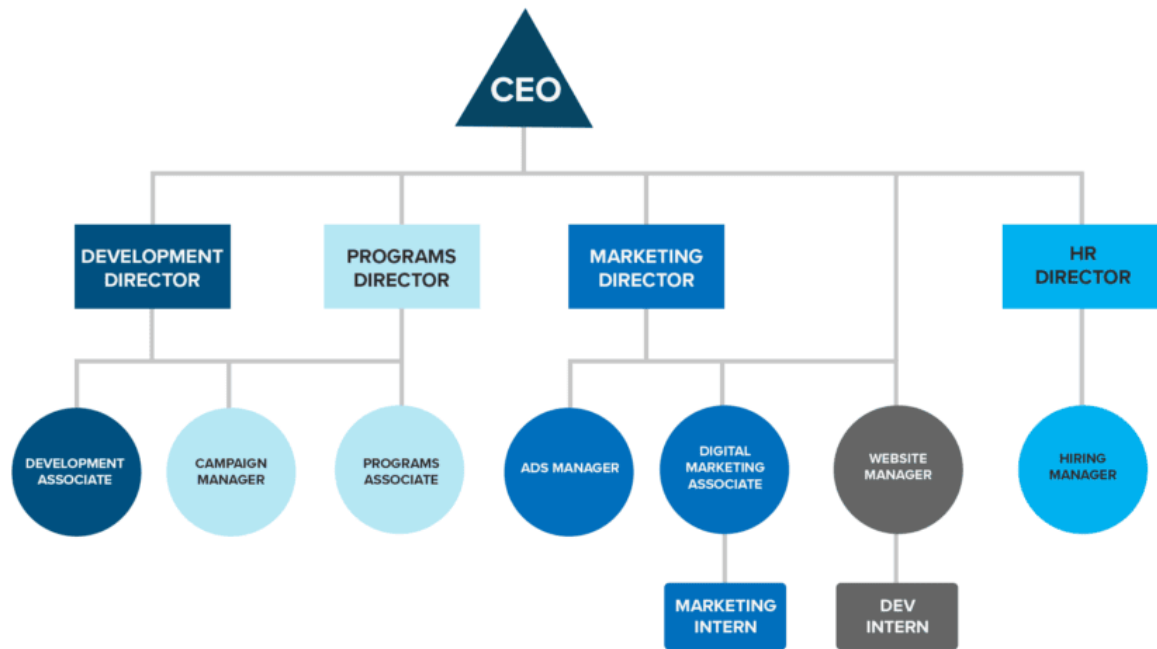 CEO
DEVELOPMENT
DIRECTOR
PROGRAMS
DIRECTOR
MARKETING
DIRECTOR
HR
DIRECTOR
DEVELOPMENT
ASSOCIATE
CAMPAIGN
MANAGER
PROGRAMS
ASSOCIATE
ADS MANAGER
DIGITAL
MARKETING
ASSOCIATE
WEBSITE
MANAGER
HIRING
MANAGER
MARKETING
INTERN
DEV
INTERN